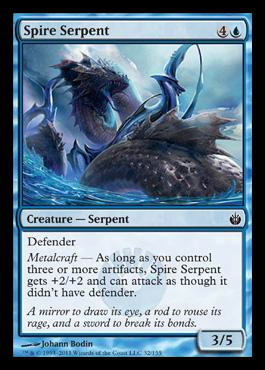 Spire Serpent 4
Creature — Serpent
Defender
Metalcraft — As long as you control
three or more artifacts, Spire Serpent
gets +2/+2 and can attack as though it
didn't have defender.
A mirror to draw its eye, a rod to rouse its
rage, and a sword to break its bonds.
Johann Bodin
3/5
™ & © 1993–2011 Wizards of the Coast LLC 32/155